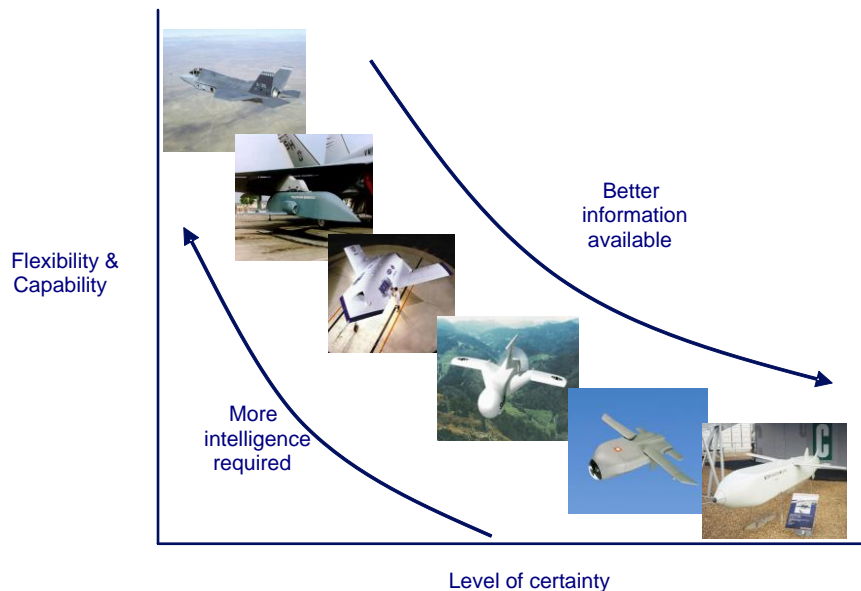 Better
information
available
Flexibility &
Capability
More
intelligence
required
C
Level of certainty